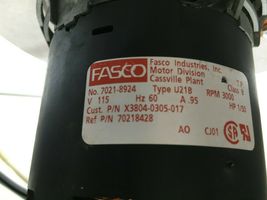 FASCO
Fasco Industries, Inc.
Motor Division
Cassville Plant
T.P.
No. 7021-8924 Type U21B Class B
V 115 Hz 60 A .95 RPM 3000
Cust. P/N X3804-0305-017 HP 1/30
Ref P/N 70218428
AO CJ01 SA